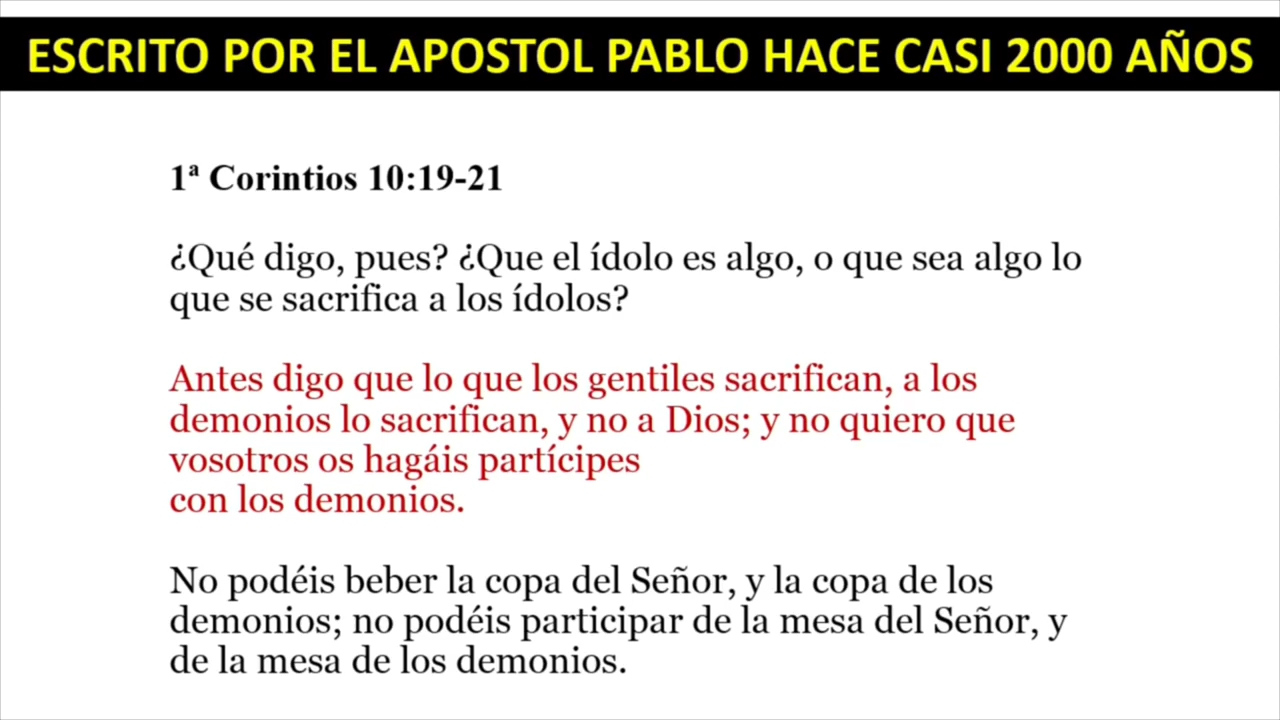 ESCRITO POR EL APOSTOL PABLO HACE CASI 2000 AÑOS
1ª Corintios 10:19-21
¿Qué digo, pues? ¿Que el ídolo es algo, o que sea algo lo
que se sacrifica a los ídolos?
Antes digo que lo que los gentiles sacrifican, a los
demonios lo sacrifican, y no a Dios; y no quiero que
vosotros os hagáis partícipes
con los demonios.
No podéis beber la copa del Señor, y la copa de los
demonios; no podéis participar de la mesa del Señor, y
de la mesa de los demonios.